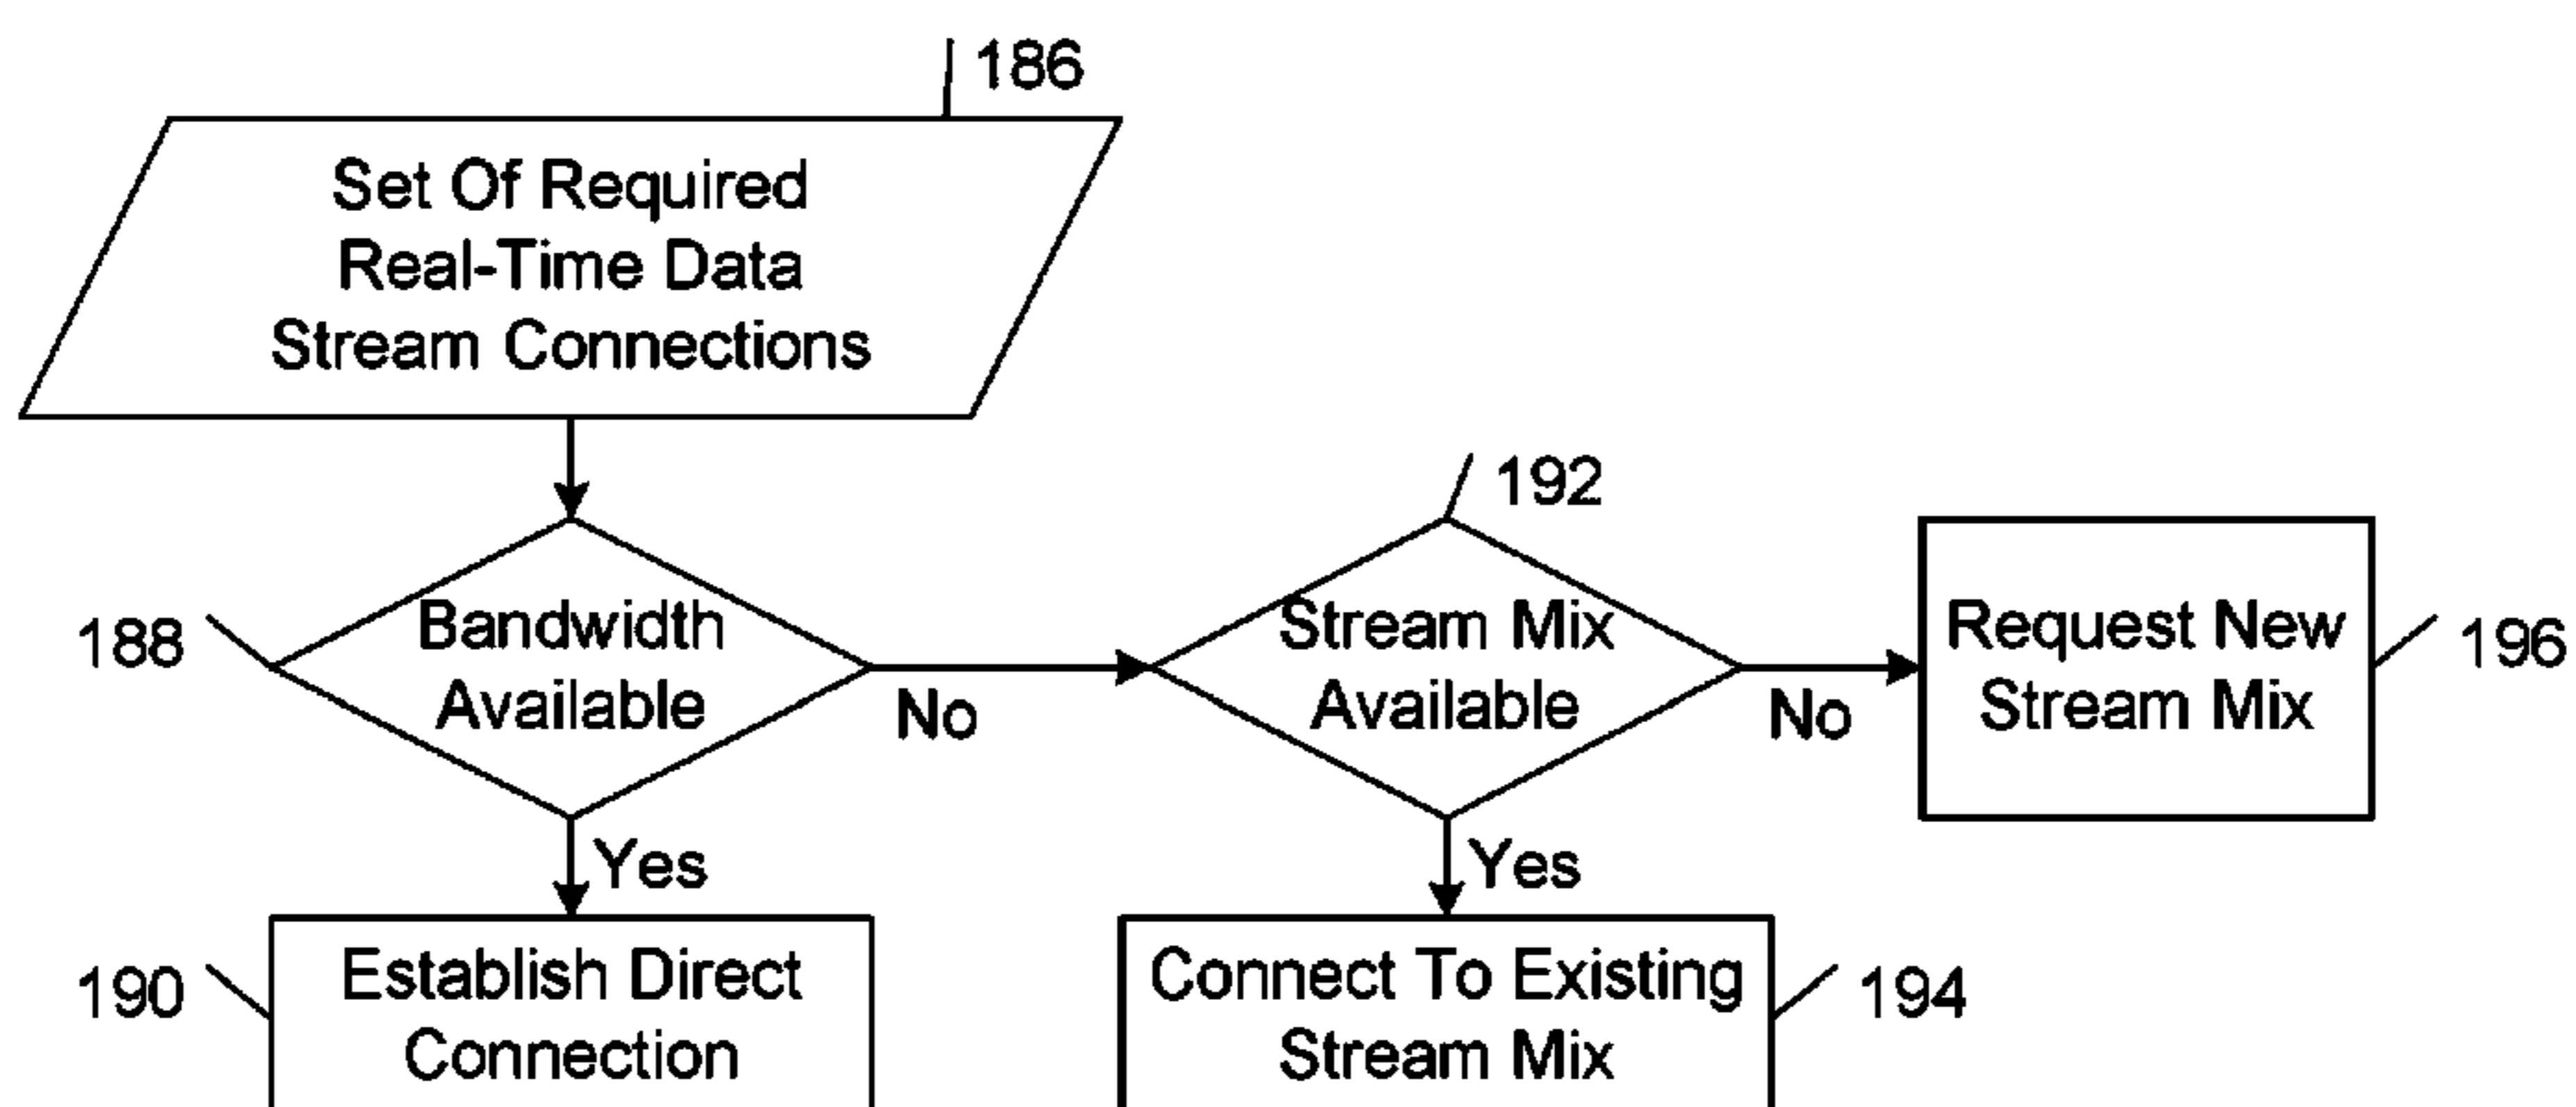 186
Set Of Required
Real-Time Data
Stream Connections
188
Bandwidth
Available
No
Yes
192
Stream Mix
Available
No
Yes
Request New
Stream Mix
196
190
Establish Direct
Connection
Connect To Existing
Stream Mix
194